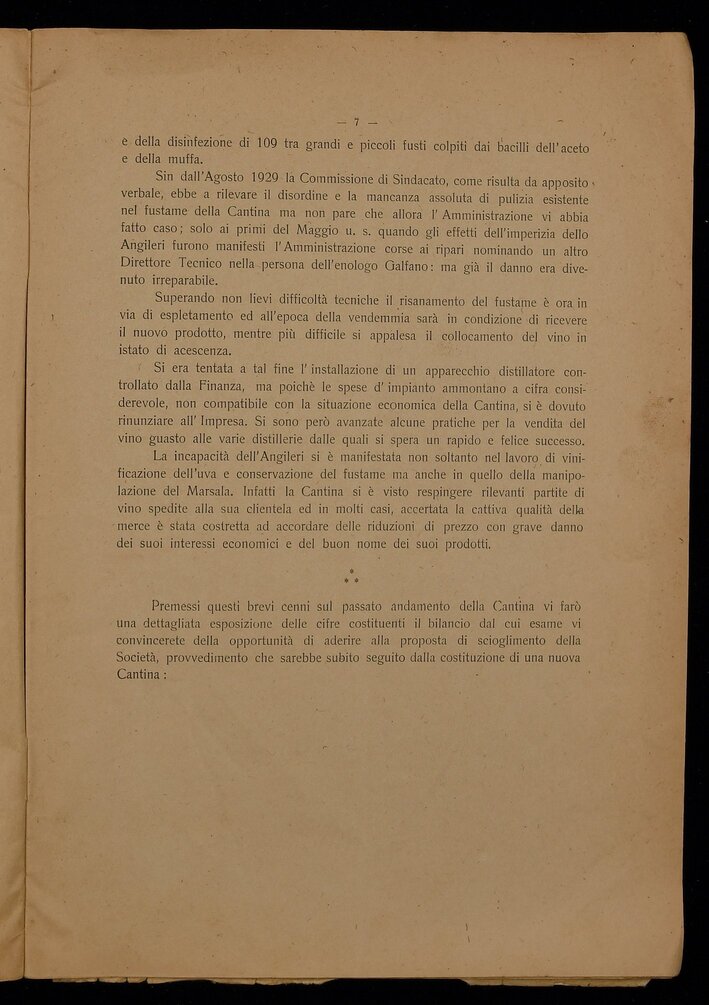 — 7 —
e della disinfezione di 109 tra grandi e piccoli fusti colpiti dai bacilli dell'aceto
e della muffa.
Sin dall'Agosto 1929 la Commissione di Sindacato, come risulta da apposito
verbale, ebbe a rilevare il disordine e la mancanza assoluta di pulizia esistente
nel fustame della Cantina ma non pare che allora l'Amministrazione vi abbia
fatto caso; solo ai primi del Maggio u. s. quando gli effetti dell'imperizia dello
Angileri furono manifesti l'Amministrazione corse ai ripari nominando un altro
Direttore Tecnico nella persona dell'enologo Galfano: ma già il danno era dive-
nuto irreparabile.
Superando non lievi difficoltà tecniche il risanamento del fustame è ora in
via di espletamento ed all'epoca della vendemmia sarà in condizione di ricevere
il nuovo prodotto, mentre più difficile si appalesa il collocamento del vino in
istato di acescenza.
Si era tentata a tal fine l'installazione di un apparecchio distillatore con-
trollato dalla Finanza, ma poichè le spese d'impianto ammontano a cifra consi-
derevole, non compatibile con la situazione economica della Cantina, si è dovuto
rinunziare all'Impresa. Si sono però avanzate alcune pratiche per la vendita del
vino guasto alle varie distillerie dalle quali si spera un rapido e felice successo.
La incapacità dell'Angileri si è manifestata non soltanto nel lavoro di vini-
ficazione dell'uva e conservazione del fustame ma anche in quello della manipo-
lazione del Marsala. Infatti la Cantina si è visto respingere rilevanti partite di
vino spedite alla sua clientela ed in molti casi, accertata la cattiva qualità della
merce è stata costretta ad accordare delle riduzioni di prezzo con grave danno
dei suoi interessi economici e del buon nome dei suoi prodotti.
*
* *
Premessi questi brevi cenni sul passato andamento della Cantina vi farò
una dettagliata esposizione delle cifre costituenti il bilancio dal cui esame vi
convincerete della opportunità di aderire alla proposta di scioglimento della
Società, provvedimento che sarebbe subito seguito dalla costituzione di una nuova
Cantina :